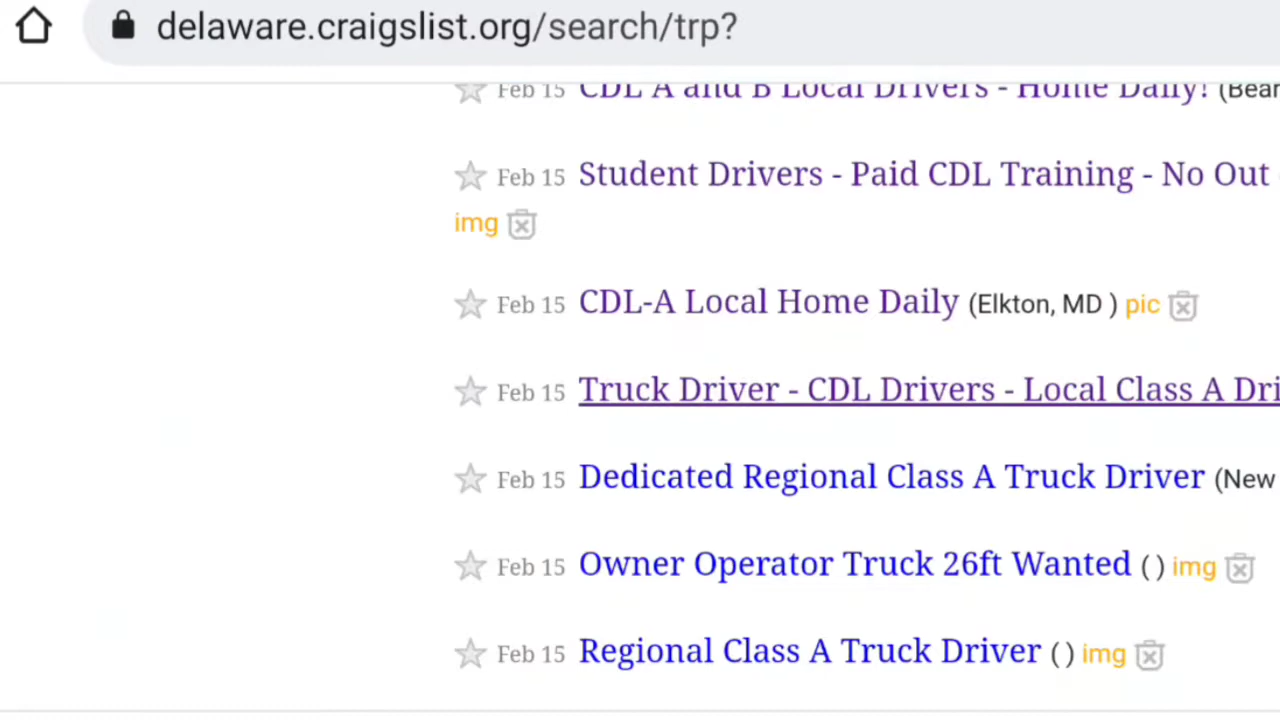 delaware.craigslist.org/search/trp?
Feb 15 CDL A and B Local Drivers - Home Daily! (Bear
Feb 15 Student Drivers - Paid CDL Training - No Out
img
Feb 15 CDL-A Local Home Daily (Elkton, MD ) pic
Feb 15 Truck Driver - CDL Drivers - Local Class A Dri
Feb 15 Dedicated Regional Class A Truck Driver (New
Feb 15 Owner Operator Truck 26ft Wanted ( ) img
Feb 15 Regional Class A Truck Driver ( ) img